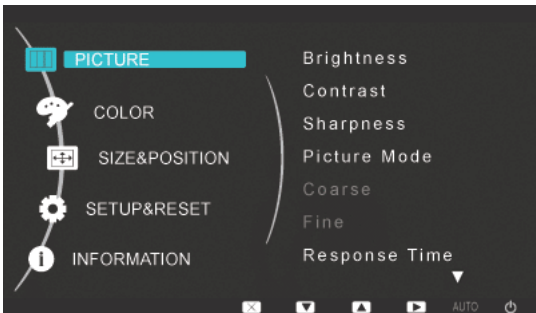 PICTURE
COLOR
SIZE&POSITION
SETUP&RESET
INFORMATION
Brightness
Contrast
Sharpness
Picture Mode
Coarse
Fine
Response Time
AUTO